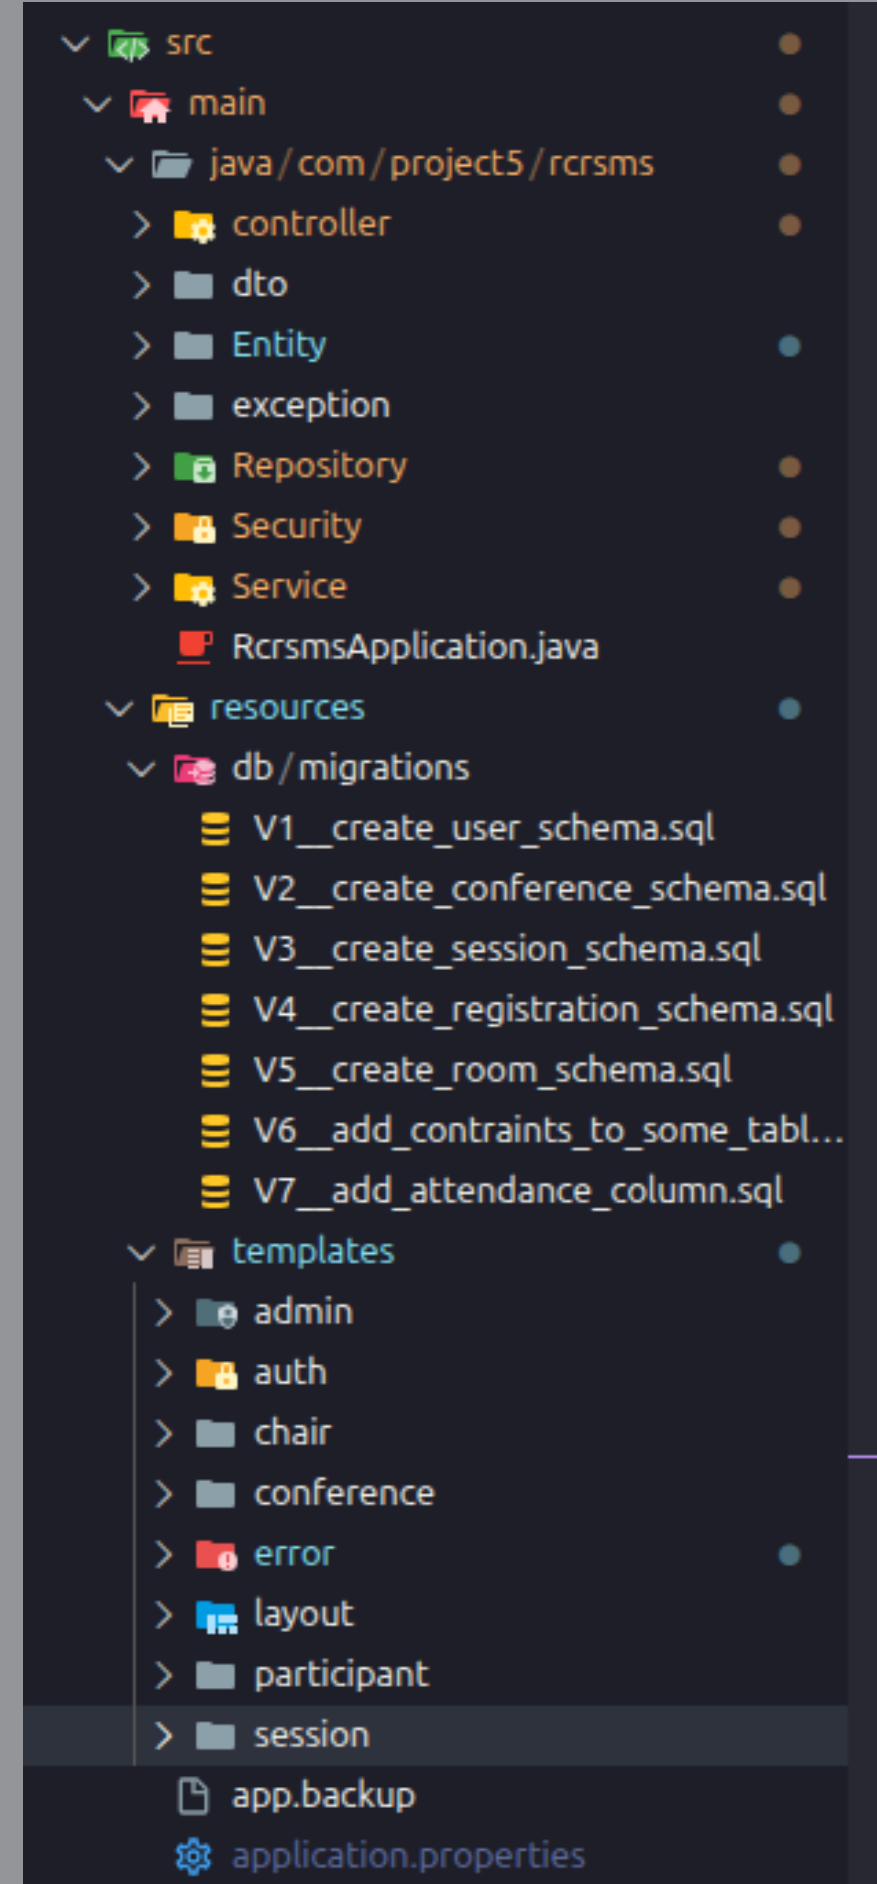 src
main
java/com/project5/rcrsms
controller
dto
Entity
exception
Repository
Security
Service
RcrsmsApplication.java
resources
db/migrations
V1__create_user_schema.sql
V2__create_conference_schema.sql
V3__create_session_schema.sql
V4__create_registration_schema.sql
V5__create_room_schema.sql
V6__add_contraints_to_some_tabl...
V7__add_attendance_column.sql
templates
admin
auth
chair
conference
error
layout
participant
session
app.backup
application.properties